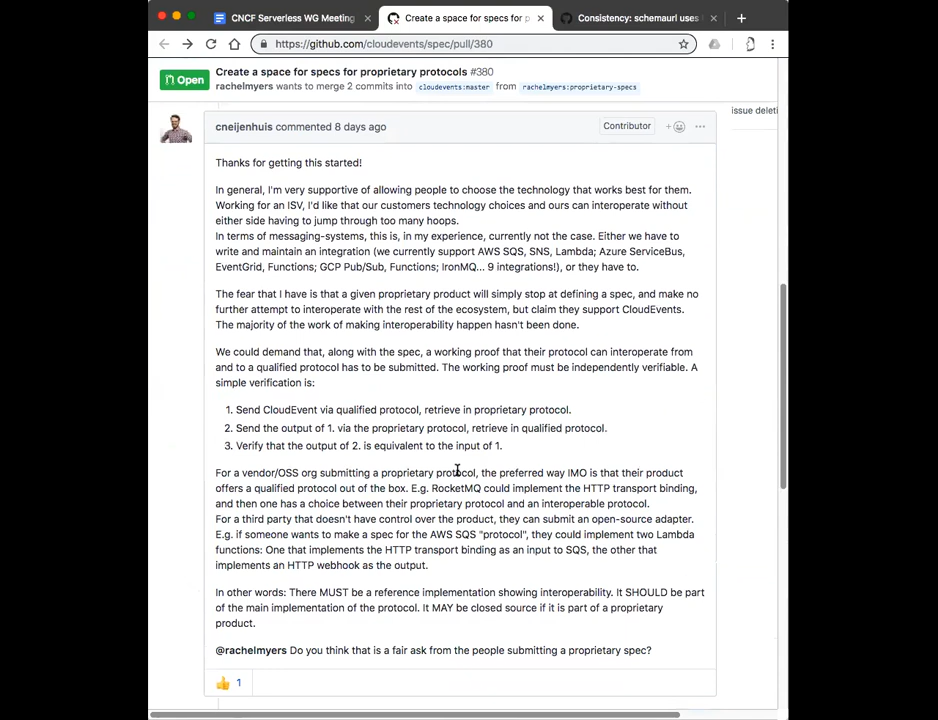 CNCF Serverless WG Meeting
Create a space for specs for p
Consistency: schemaurl uses
https://github.com/cloudevents/spec/pull/380
Open
Create a space for specs for proprietary protocols #380
rachelmyers wants to merge 2 commits into cloudevents:master from rachelmyers:proprietary-specs
issue deleti
cneijenhuis commented 8 days ago
Contributor
Thanks for getting this started!
In general, I'm very supportive of allowing people to choose the technology that works best for them.
Working for an ISV, I'd like that our customers technology choices and ours can interoperate without
either side having to jump through too many hoops.
In terms of messaging-systems, this is, in my experience, currently not the case. Either we have to
write and maintain an integration (we currently support AWS SQS, SNS, Lambda; Azure ServiceBus,
EventGrid, Functions; GCP Pub/Sub, Functions; IronMQ... 9 integrations!), or they have to.
The fear that I have is that a given proprietary product will simply stop at defining a spec, and make no
further attempt to interoperate with the rest of the ecosystem, but claim they support CloudEvents.
The majority of the work of making interoperability happen hasn't been done.
We could demand that, along with the spec, a working proof that their protocol can interoperate from
and to a qualified protocol has to be submitted. The working proof must be independently verifiable. A
simple verification is:
1. Send CloudEvent via qualified protocol, retrieve in proprietary protocol.
2. Send the output of 1. via the proprietary protocol, retrieve in qualified protocol.
3. Verify that the output of 2. is equivalent to the input of 1.
For a vendor/OSS org submitting a proprietary protocol, the preferred way IMO is that their product
offers a qualified protocol out of the box. E.g. RocketMQ could implement the HTTP transport binding,
and then one has a choice between their proprietary protocol and an interoperable protocol.
For a third party that doesn't have control over the product, they can submit an open-source adapter.
E.g. if someone wants to make a spec for the AWS SQS "protocol", they could implement two Lambda
functions: One that implements the HTTP transport binding as an input to SQS, the other that
implements an HTTP webhook as the output.
In other words: There MUST be a reference implementation showing interoperability. It SHOULD be part
of the main implementation of the protocol. It MAY be closed source if it is part of a proprietary
product.
@rachelmyers Do you think that is a fair ask from the people submitting a proprietary spec?
1